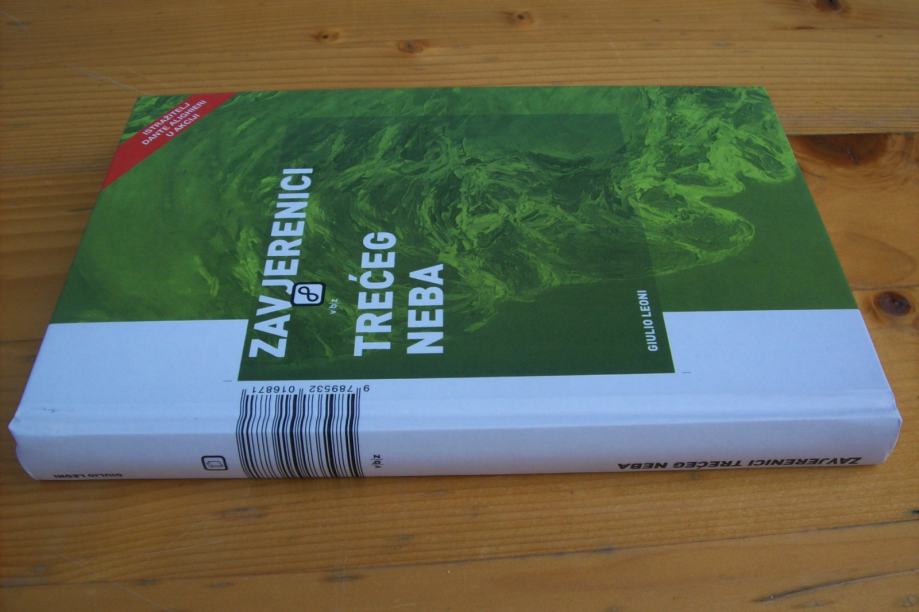 ISTRAŽITELJ
DANTE ALIGHIERI
U AKCIJI
ZAVJERENICI
TREĆEG
NEBA
vbz
GIULIO LEONI
9 789532 016871
GIULIO LEONI
vbz
ZAVJERENICI TREĆEG NEBA